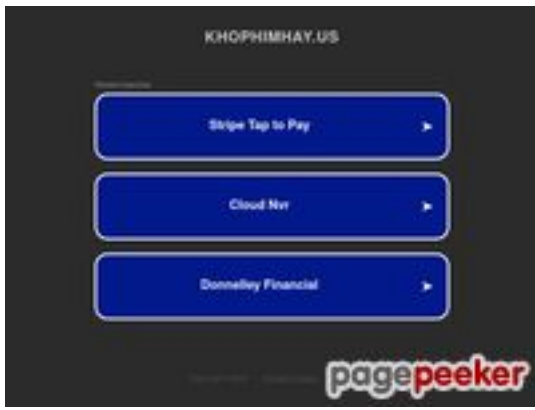 KHOPHIMHAY.US
Stripe Tap to Pay
Cloud Nvr
Donnelley Financial
pagepeeker